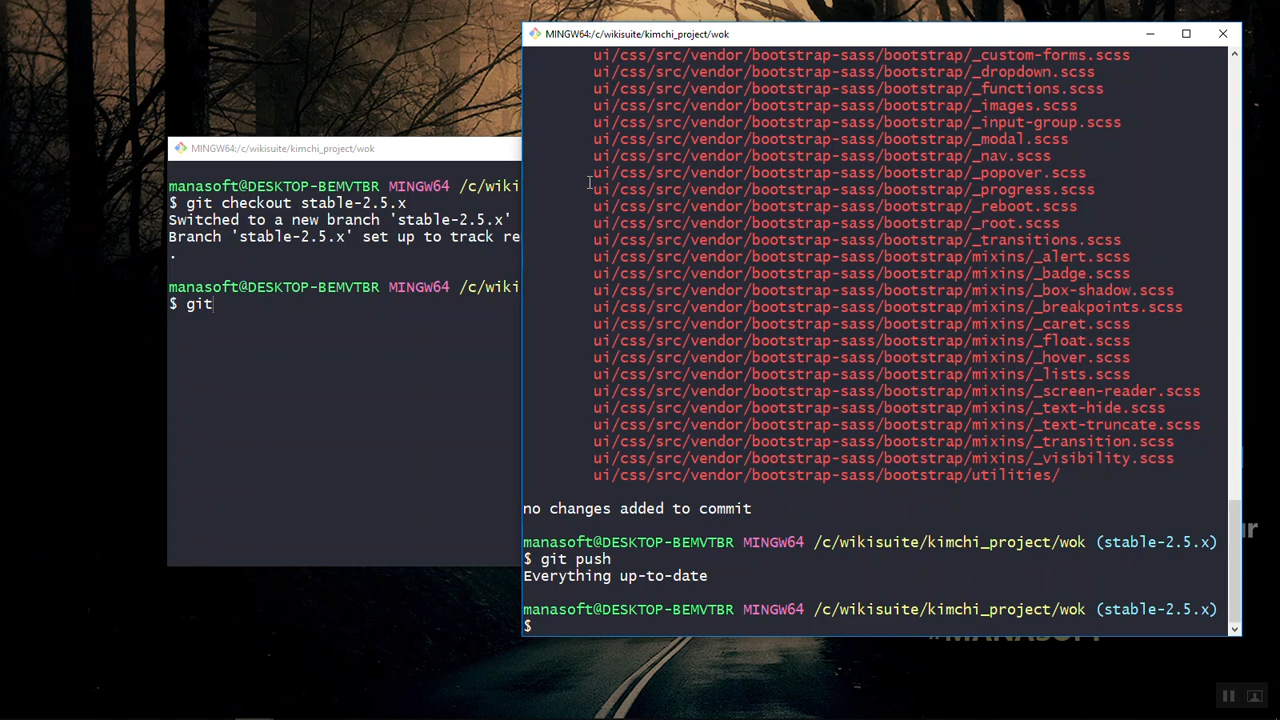 MINGW64:/c/wikisuite/kimchi_project/wok
manasoft@DESKTOP-BEMVTBR MINGW64 /c/wiki
$ git checkout stable-2.5.x
Switched to a new branch 'stable-2.5.x'
Branch 'stable-2.5.x' set up to track re
.
manasoft@DESKTOP-BEMVTBR MINGW64 /c/wiki
$ git
MINGW64:/c/wikisuite/kimchi_project/wok
ui/css/src/vendor/bootstrap-sass/bootstrap/_custom-forms.scss
ui/css/src/vendor/bootstrap-sass/bootstrap/_dropdown.scss
ui/css/src/vendor/bootstrap-sass/bootstrap/_functions.scss
ui/css/src/vendor/bootstrap-sass/bootstrap/_images.scss
ui/css/src/vendor/bootstrap-sass/bootstrap/_input-group.scss
ui/css/src/vendor/bootstrap-sass/bootstrap/_modal.scss
ui/css/src/vendor/bootstrap-sass/bootstrap/_nav.scss
ui/css/src/vendor/bootstrap-sass/bootstrap/_popover.scss
ui/css/src/vendor/bootstrap-sass/bootstrap/_progress.scss
ui/css/src/vendor/bootstrap-sass/bootstrap/_reboot.scss
ui/css/src/vendor/bootstrap-sass/bootstrap/_root.scss
ui/css/src/vendor/bootstrap-sass/bootstrap/_transitions.scss
ui/css/src/vendor/bootstrap-sass/bootstrap/mixins/_alert.scss
ui/css/src/vendor/bootstrap-sass/bootstrap/mixins/_badge.scss
ui/css/src/vendor/bootstrap-sass/bootstrap/mixins/_box-shadow.scss
ui/css/src/vendor/bootstrap-sass/bootstrap/mixins/_breakpoints.scss
ui/css/src/vendor/bootstrap-sass/bootstrap/mixins/_caret.scss
ui/css/src/vendor/bootstrap-sass/bootstrap/mixins/_float.scss
ui/css/src/vendor/bootstrap-sass/bootstrap/mixins/_hover.scss
ui/css/src/vendor/bootstrap-sass/bootstrap/mixins/_lists.scss
ui/css/src/vendor/bootstrap-sass/bootstrap/mixins/_screen-reader.scss
ui/css/src/vendor/bootstrap-sass/bootstrap/mixins/_text-hide.scss
ui/css/src/vendor/bootstrap-sass/bootstrap/mixins/_text-truncate.scss
ui/css/src/vendor/bootstrap-sass/bootstrap/mixins/_transition.scss
ui/css/src/vendor/bootstrap-sass/bootstrap/mixins/_visibility.scss
ui/css/src/vendor/bootstrap-sass/bootstrap/utilities/
no changes added to commit
manasoft@DESKTOP-BEMVTBR MINGW64 /c/wikisuite/kimchi_project/wok (stable-2.5.x)
$ git push
Everything up-to-date
manasoft@DESKTOP-BEMVTBR MINGW64 /c/wikisuite/kimchi_project/wok (stable-2.5.x)
$
#MANASOFT